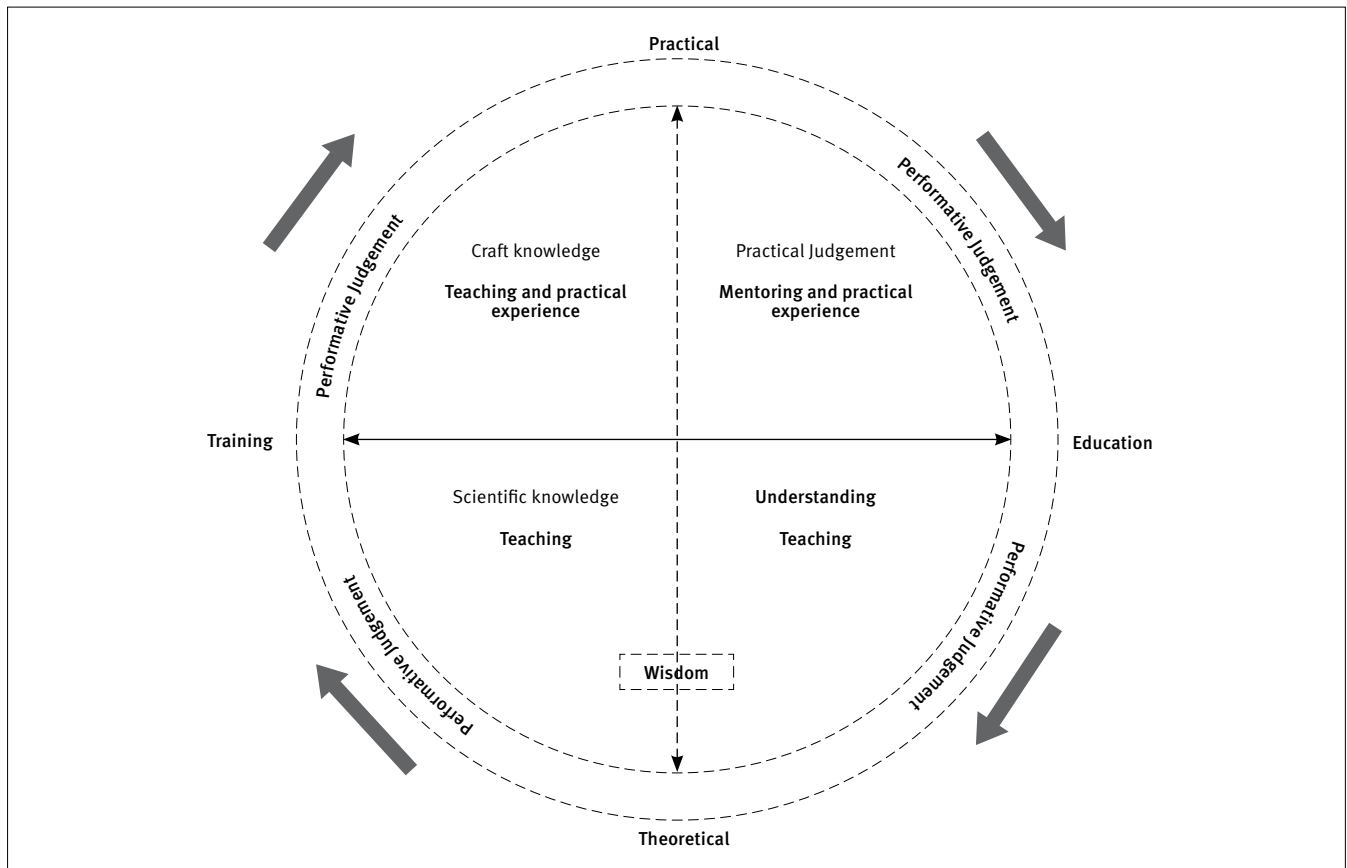 Practical
Performative Judgement
Performative Judgement
Craft knowledge
Teaching and practical
experience
Practical Judgement
Mentoring and practical
experience
Training
Education
Scientific knowledge
Teaching
Understanding
Teaching
Performative Judgement
Performative Judgement
Wisdom
Theoretical